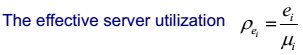 The effective server utilization ρ_{e_i} = e_i / μ_i